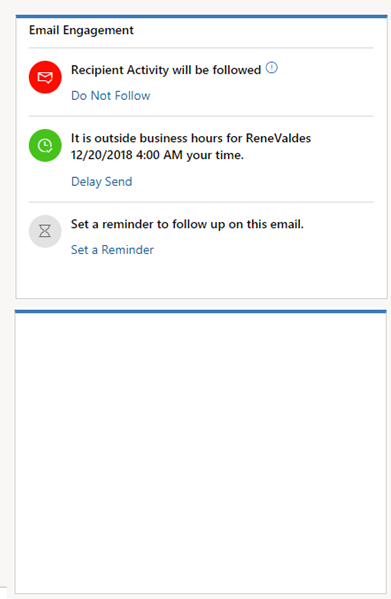 Email Engagement
Recipient Activity will be followed
Do Not Follow
It is outside business hours for ReneValdes
12/20/2018 4:00 AM your time.
Delay Send
Set a reminder to follow up on this email.
Set a Reminder